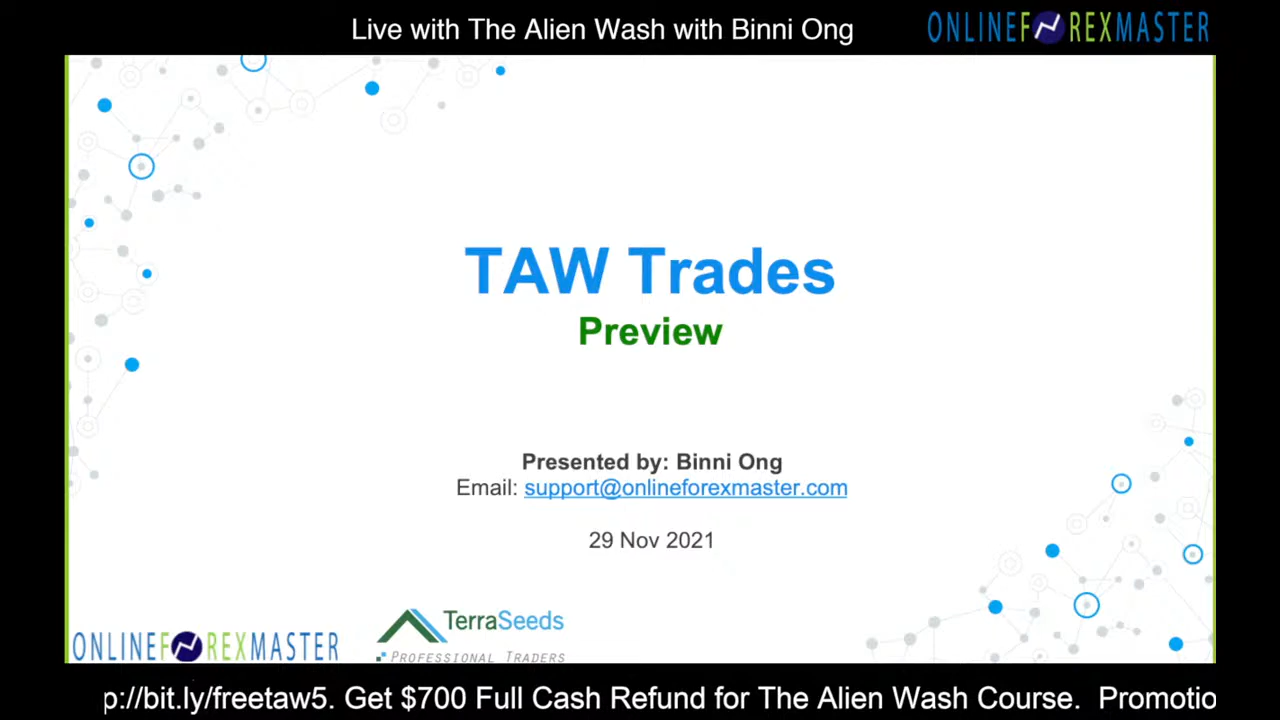 Live with The Alien Wash with Binni Ong
ONLINEFOREXMASTER
TAW Trades
Preview
Presented by: Binni Ong
Email: support@onlineforexmaster.com
29 Nov 2021
TerraSeeds
PROFESSIONAL TRADERS
ONLINEFOREXMASTER
p://bit.ly/freetaw5. Get $700 Full Cash Refund for The Alien Wash Course. Promotio